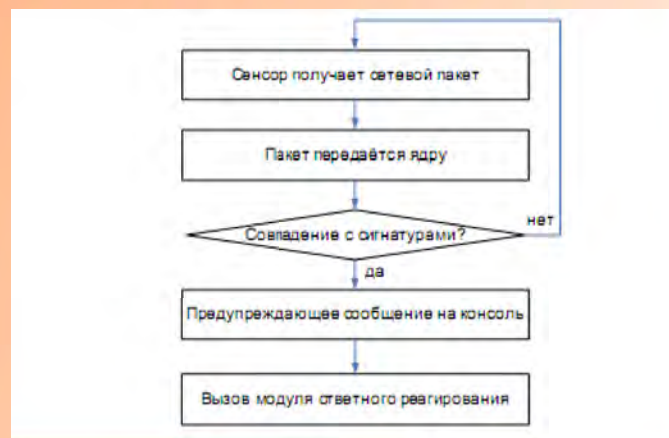 Сенсор получает сетевой пакет
Пакет передаётся ядру
Совпадение с сигнатурами?
нет
да
Предупреждающее сообщение на консоль
Вызов модуля ответного реагирования